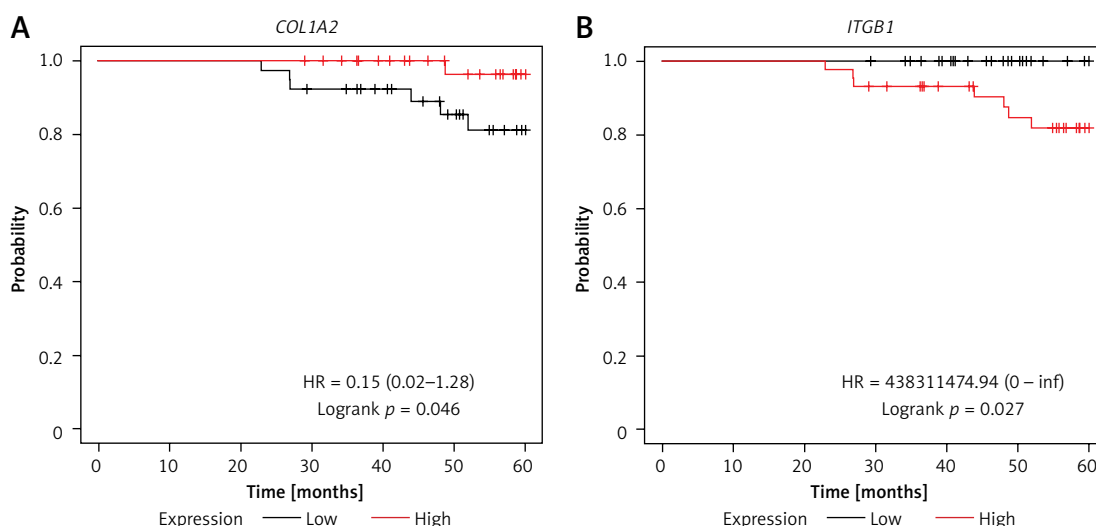 A
COL1A2
1.0
0.8
0.6
0.4
0.2
0
Probability
HR = 0.15 (0.02–1.28)
Logrank p = 0.046
0 10 20 30 40 50 60
Time [months]
Expression Low High
B
ITGB1
1.0
0.8
0.6
0.4
0.2
0
Probability
HR = 438311474.94 (0 – inf)
Logrank p = 0.027
0 10 20 30 40 50 60
Time [months]
Expression Low High